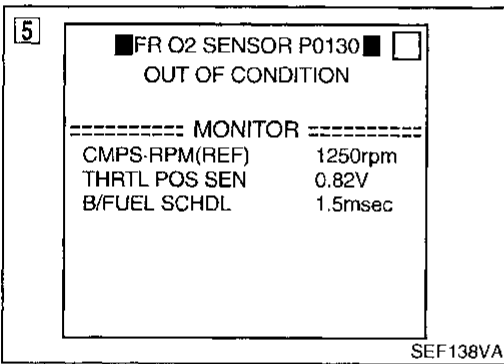 5
■FR O2 SENSOR P0130■ □
OUT OF CONDITION
========== MONITOR ==========
CMPS·RPM(REF) 1250rpm
THRTL POS SEN 0.82V
B/FUEL SCHDL 1.5msec
SEF138VA